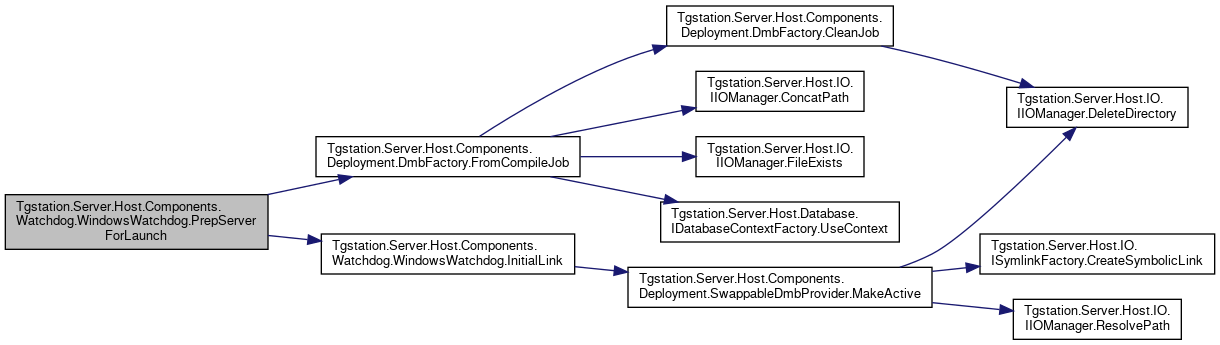 Tgstation.Server.Host.Components.
Watchdog.WindowsWatchdog.PrepServer
ForLaunch
Tgstation.Server.Host.Components.
Deployment.DmbFactory.FromCompileJob
Tgstation.Server.Host.Components.
Watchdog.WindowsWatchdog.InitialLink
Tgstation.Server.Host.Components.
Deployment.DmbFactory.CleanJob
Tgstation.Server.Host.IO.
IIOManager.ConcatPath
Tgstation.Server.Host.IO.
IIOManager.FileExists
Tgstation.Server.Host.Database.
IDatabaseContextFactory.UseContext
Tgstation.Server.Host.Components.
Deployment.SwappableDmbProvider.MakeActive
Tgstation.Server.Host.IO.
IIOManager.DeleteDirectory
Tgstation.Server.Host.IO.
ISymlinkFactory.CreateSymbolicLink
Tgstation.Server.Host.IO.
IIOManager.ResolvePath